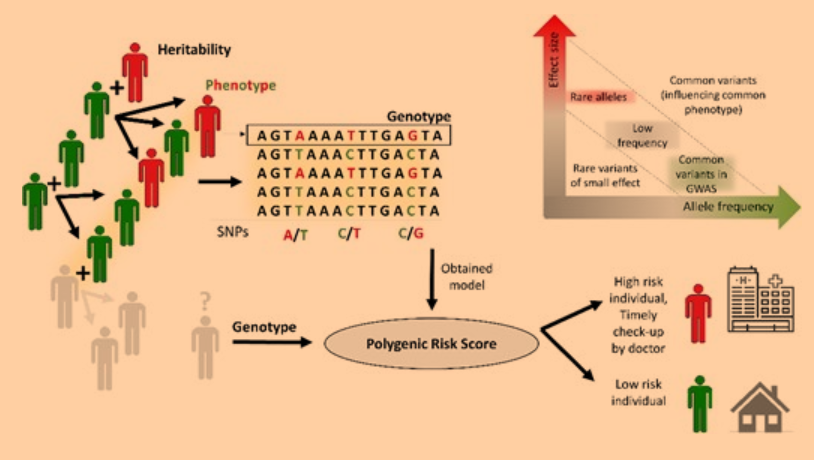 Heritability
+
Phenotype
Genotype
AGTAAAATTTGAGTA
AGTTAAACTTGACTA
AGTAAAATTTGAGTA
AGTTAAACTTGACTA
AGTTAAACTTGACTA
SNPs A/T C/T C/G
+
+
Obtained
model
?
Genotype
Polygenic Risk Score
High risk
individual,
Timely
check-up
by doctor
H
Low risk
individual
Effect size
Rare alleles
Common variants
(influencing common
phenotype)
Low
frequency
Rare variants
of small effect
Common
variants in
GWAS
Allele frequency